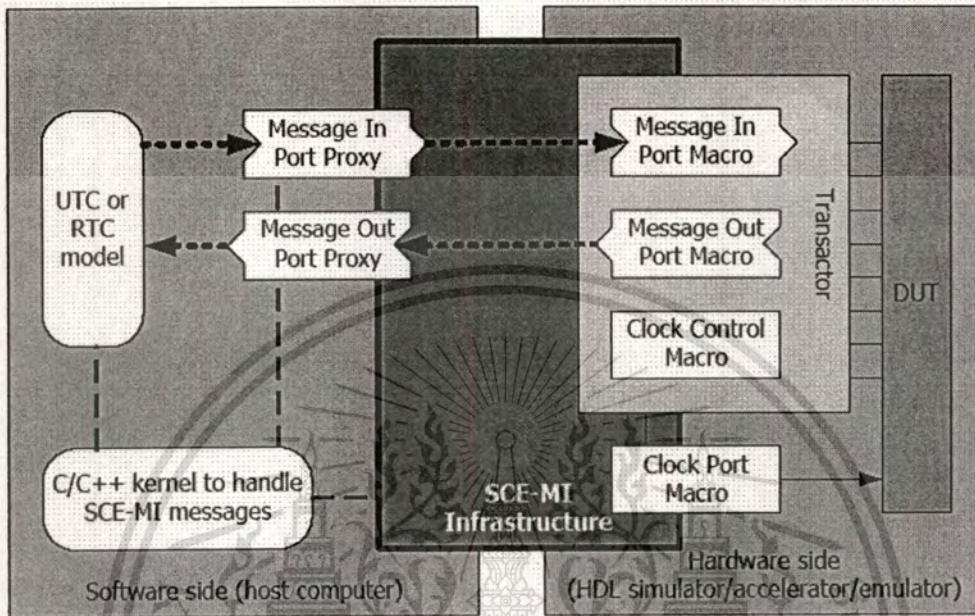 Message In
Port Proxy
Message In
Port Macro
UTC or
RTC
model
Message Out
Port Proxy
Message Out
Port Macro
Transactor
DUT
Clock Control
Macro
C/C++ kernel to handle
SCE-MI messages
SCE-MI
Infrastructure
Clock Port
Macro
Software side (host computer)
Hardware side
(HDL simulator/accelerator/emulator)